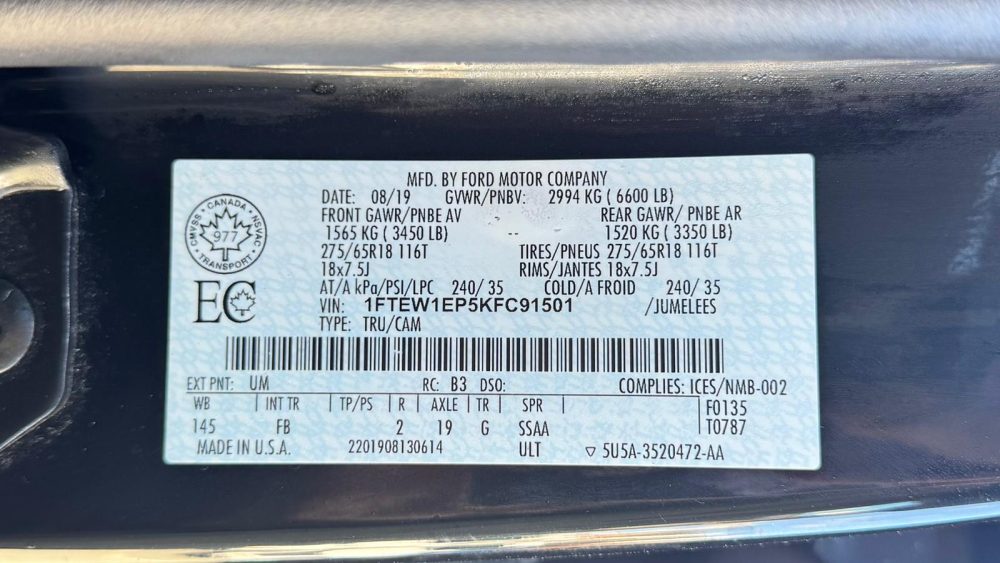 MFD. BY FORD MOTOR COMPANY
DATE: 08/19 GVWR/PNBV: 2994 KG ( 6600 LB)
FRONT GAWR/PNBE AV REAR GAWR/ PNBE AR
1565 KG ( 3450 LB) -- 1520 KG ( 3350 LB)
275/65R18 116T TIRES/PNEUS 275/65R18 116T
18x7.5J RIMS/JANTES 18x7.5J
AT/A kPa/PSI/LPC 240/ 35 COLD/A FROID 240/ 35
VIN: 1FTEW1EP5KFC91501 /JUMELEES
TYPE: TRU/CAM
CMVSS · CANADA · NSVAC · TRANSPORT
977
EC
EXT PNT: UM RC: B3 DSO: COMPLIES: ICES/NMB-002
WB | INT TR | TP/PS | R | AXLE | TR | SPR | F0135
145 FB 2 19 G SSAA T0787
MADE IN U.S.A. 2201908130614 ULT ▽ 5U5A-3520472-AA